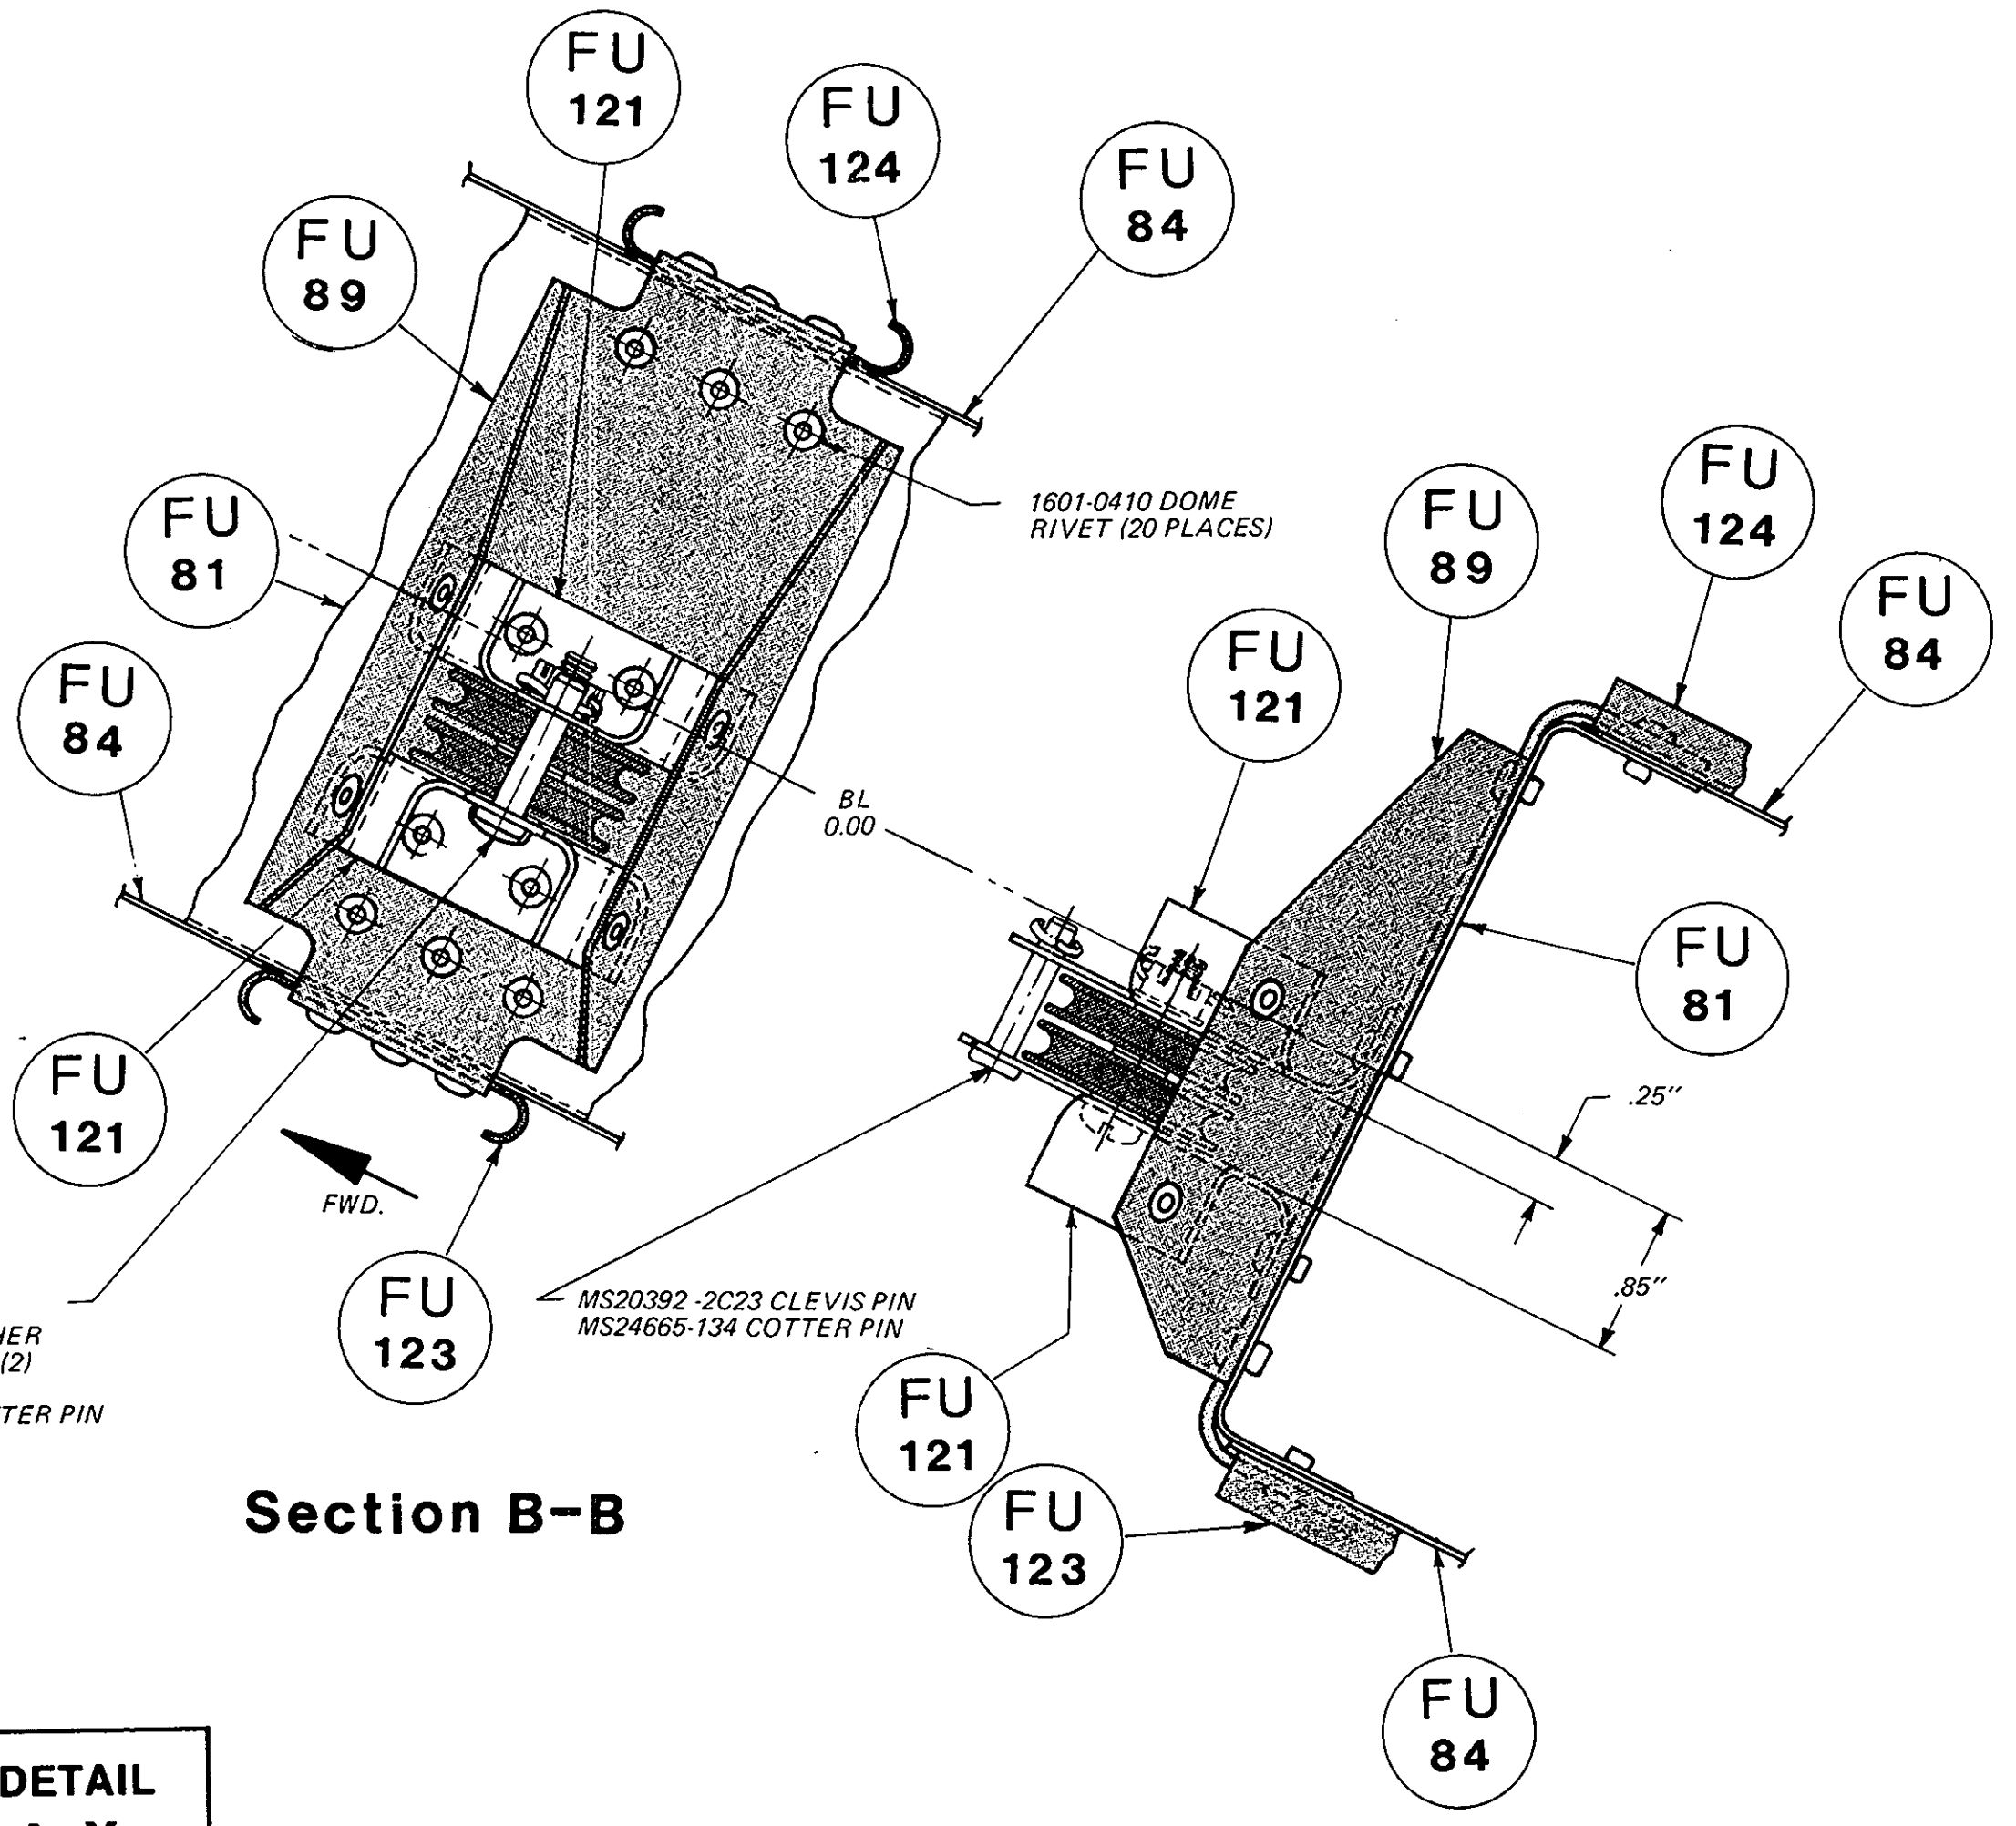 FU
121
FU
124
FU
84
FU
89
1601-0410 DOME
RIVET (20 PLACES)
FU
124
FU
89
FU
81
FU
84
FU
121
FU
84
BL
0.00
FU
81
FU
121
.25"
FWD.
.85"
FU
123
MS20392 -2C23 CLEVIS PIN
MS24665-134 COTTER PIN
(2)
TER PIN
FU
121
Section B-B
FU
123
FU
84
DETAIL